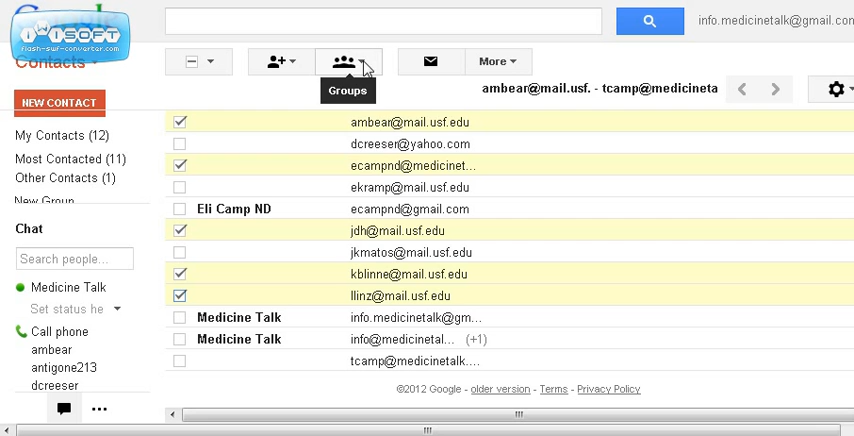 iWiSOFT
flash-swf-converter.com
info.medicinetalk@gmail.con
Contacts
More
Groups
ambear@mail.usf. - tcamp@medicineta
NEW CONTACT
My Contacts (12)
Most Contacted (11)
Other Contacts (1)
New Group
Chat
Search people...
Medicine Talk
Set status he
Call phone
ambear
antigone213
dcreeser
ambear@mail.usf.edu
dcreeser@yahoo.com
ecampnd@medicinet...
ekramp@mail.usf.edu
Eli Camp ND ecampnd@gmail.com
jdh@mail.usf.edu
jkmatos@mail.usf.edu
kblinne@mail.usf.edu
llinz@mail.usf.edu
Medicine Talk info.medicinetalk@gm...
Medicine Talk info@medicinetal... (+1)
tcamp@medicinetalk....
©2012 Google - older version - Terms - Privacy Policy